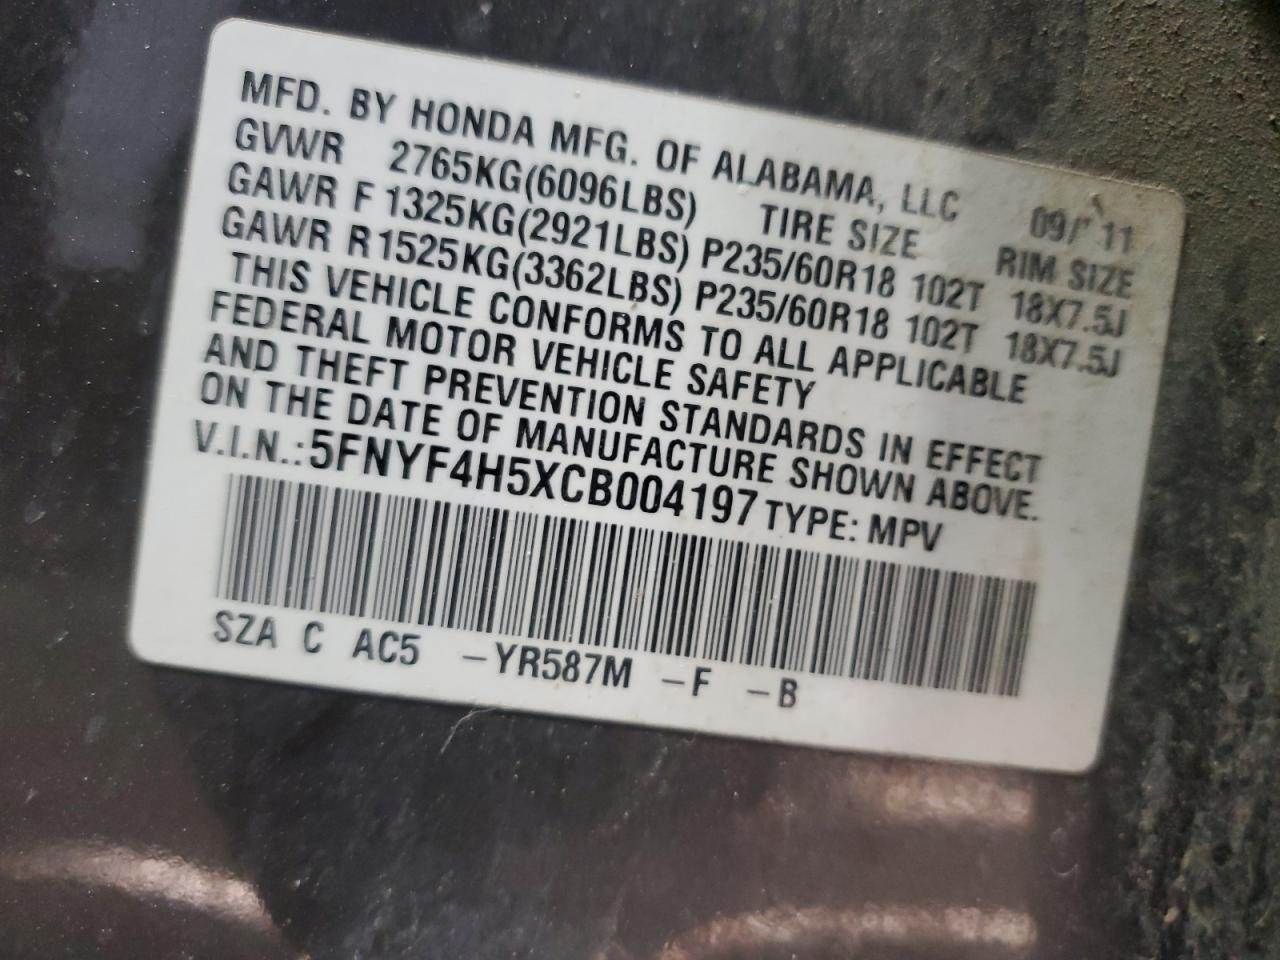 MFD. BY HONDA MFG. OF ALABAMA, LLC 09/11
GVWR 2765KG(6096LBS) TIRE SIZE RIM SIZE
GAWR F 1325KG(2921LBS) P235/60R18 102T 18X7.5J
GAWR R 1525KG(3362LBS) P235/60R18 102T 18X7.5J
THIS VEHICLE CONFORMS TO ALL APPLICABLE
FEDERAL MOTOR VEHICLE SAFETY
AND THEFT PREVENTION STANDARDS IN EFFECT
ON THE DATE OF MANUFACTURE SHOWN ABOVE.
V.I.N.: 5FNYF4H5XCB004197 TYPE: MPV
SZA C AC5 -YR587M -F -B